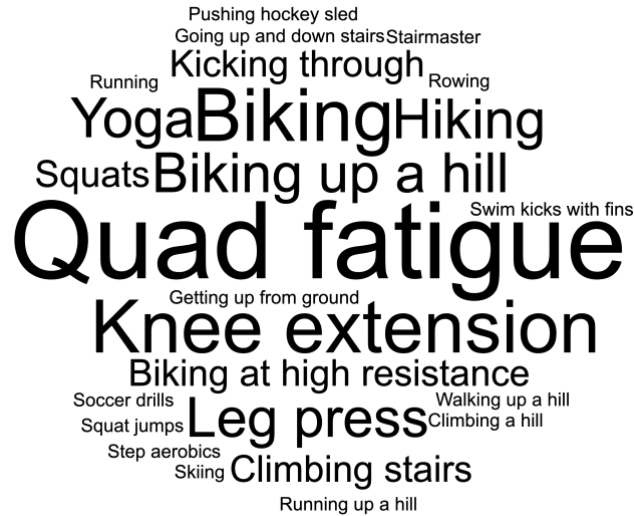 Pushing hockey sled
Going up and down stairs Stairmaster
Kicking through
Running
Rowing
Yoga Biking Hiking
Squats Biking up a hill
Swim kicks with fins
Quad fatigue
Getting up from ground
Knee extension
Biking at high resistance
Soccer drills
Walking up a hill
Squat jumps Leg press Climbing a hill
Step aerobics
Skiing Climbing stairs
Running up a hill